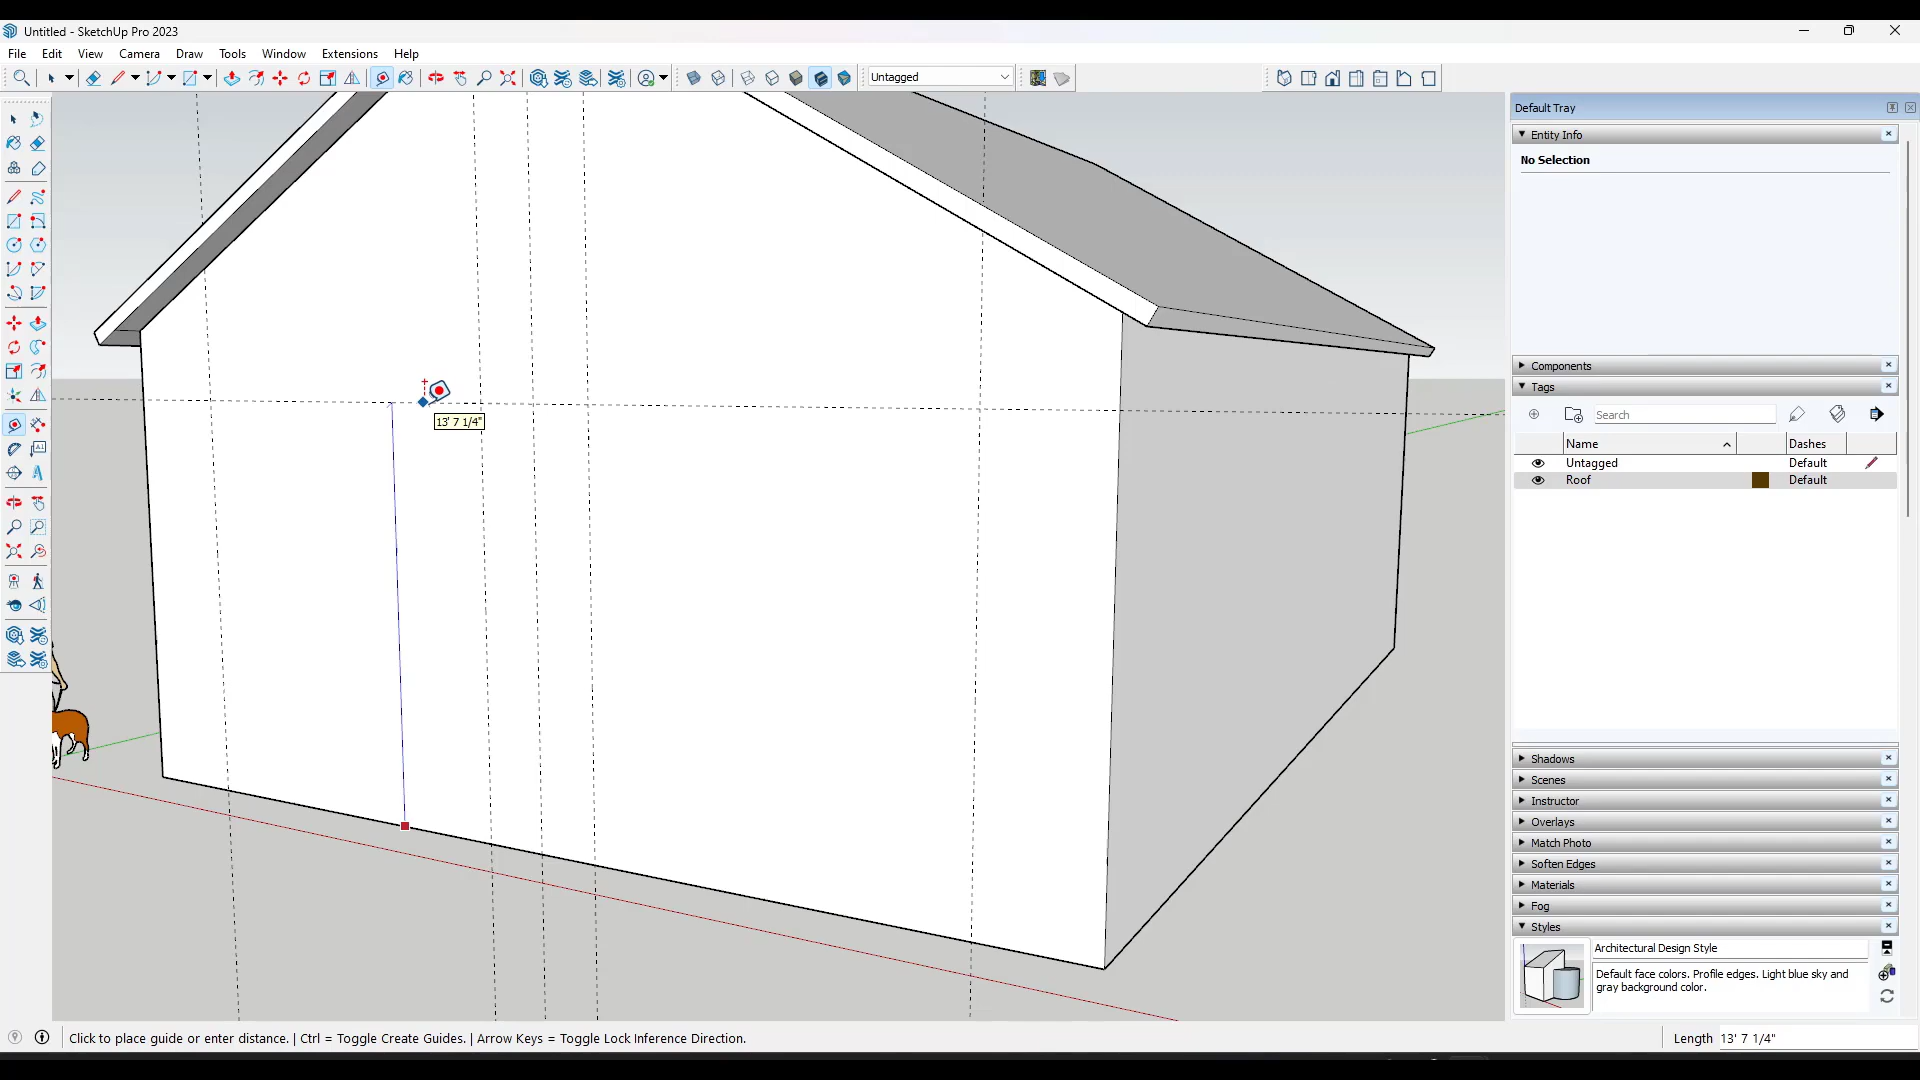 Untitled - SketchUp Pro 2023
File Edit View Camera Draw Tools Window Extensions Help
Untagged
Default Tray
Entity Info
No Selection
Components
Tags
Search
Name Dashes
Untagged Default
Roof Default
13' 7 1/4"
Shadows
Scenes
Instructor
Overlays
Match Photo
Soften Edges
Materials
Fog
Styles
Architectural Design Style
Default face colors. Profile edges. Light blue sky and
gray background color.
Click to place guide or enter distance. | Ctrl = Toggle Create Guides. | Arrow Keys = Toggle Lock Inference Direction.
Length 13' 7 1/4"